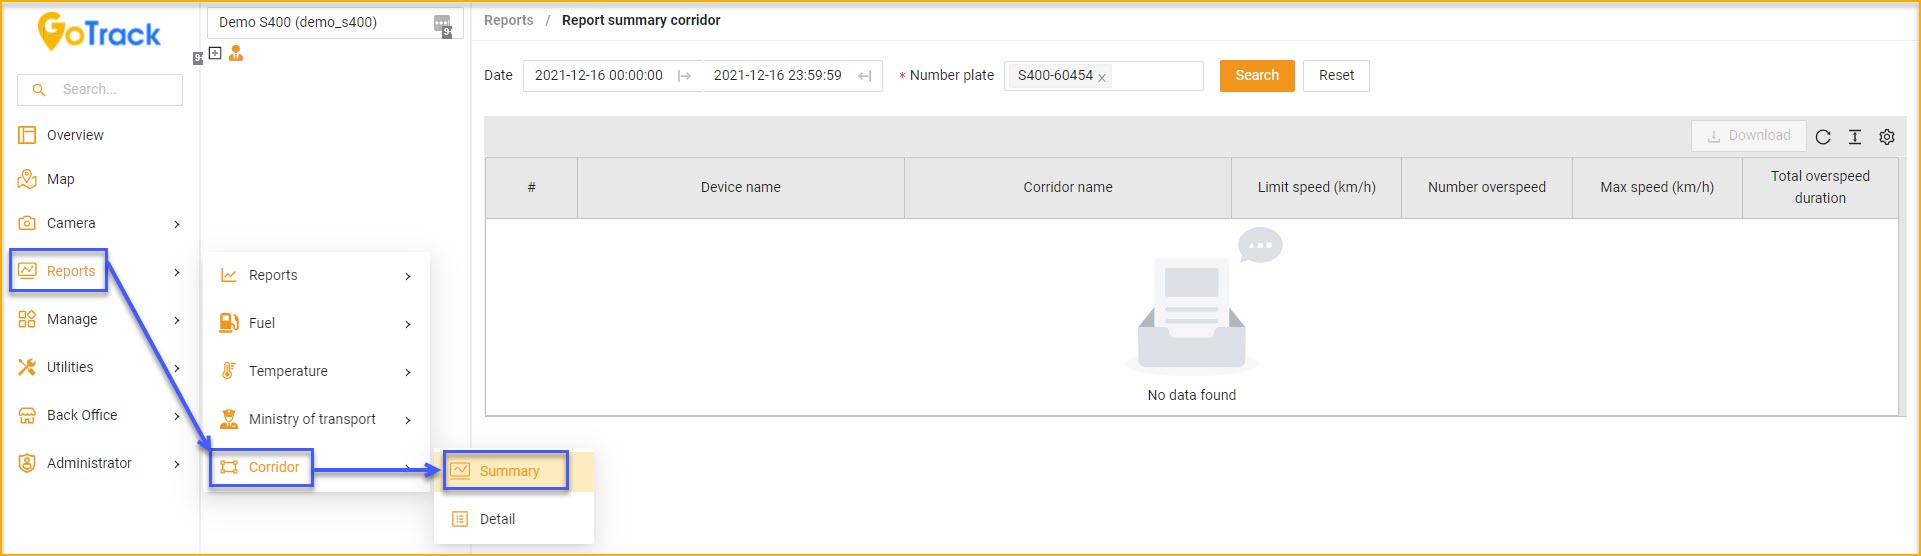 GoTrack
Search...
Overview
Map
Camera
Reports
Manage
Utilities
Back Office
Administrator
Demo S400 (demo_s400)
9+
9+
Reports
Fuel
Temperature
Ministry of transport
Corridor
Summary
Detail
Reports / Report summary corridor
Date 2021-12-16 00:00:00 2021-12-16 23:59:59 * Number plate S400-60454 x Search Reset
Download
# Device name Corridor name Limit speed (km/h) Number overspeed Max speed (km/h) Total overspeed
duration
No data found